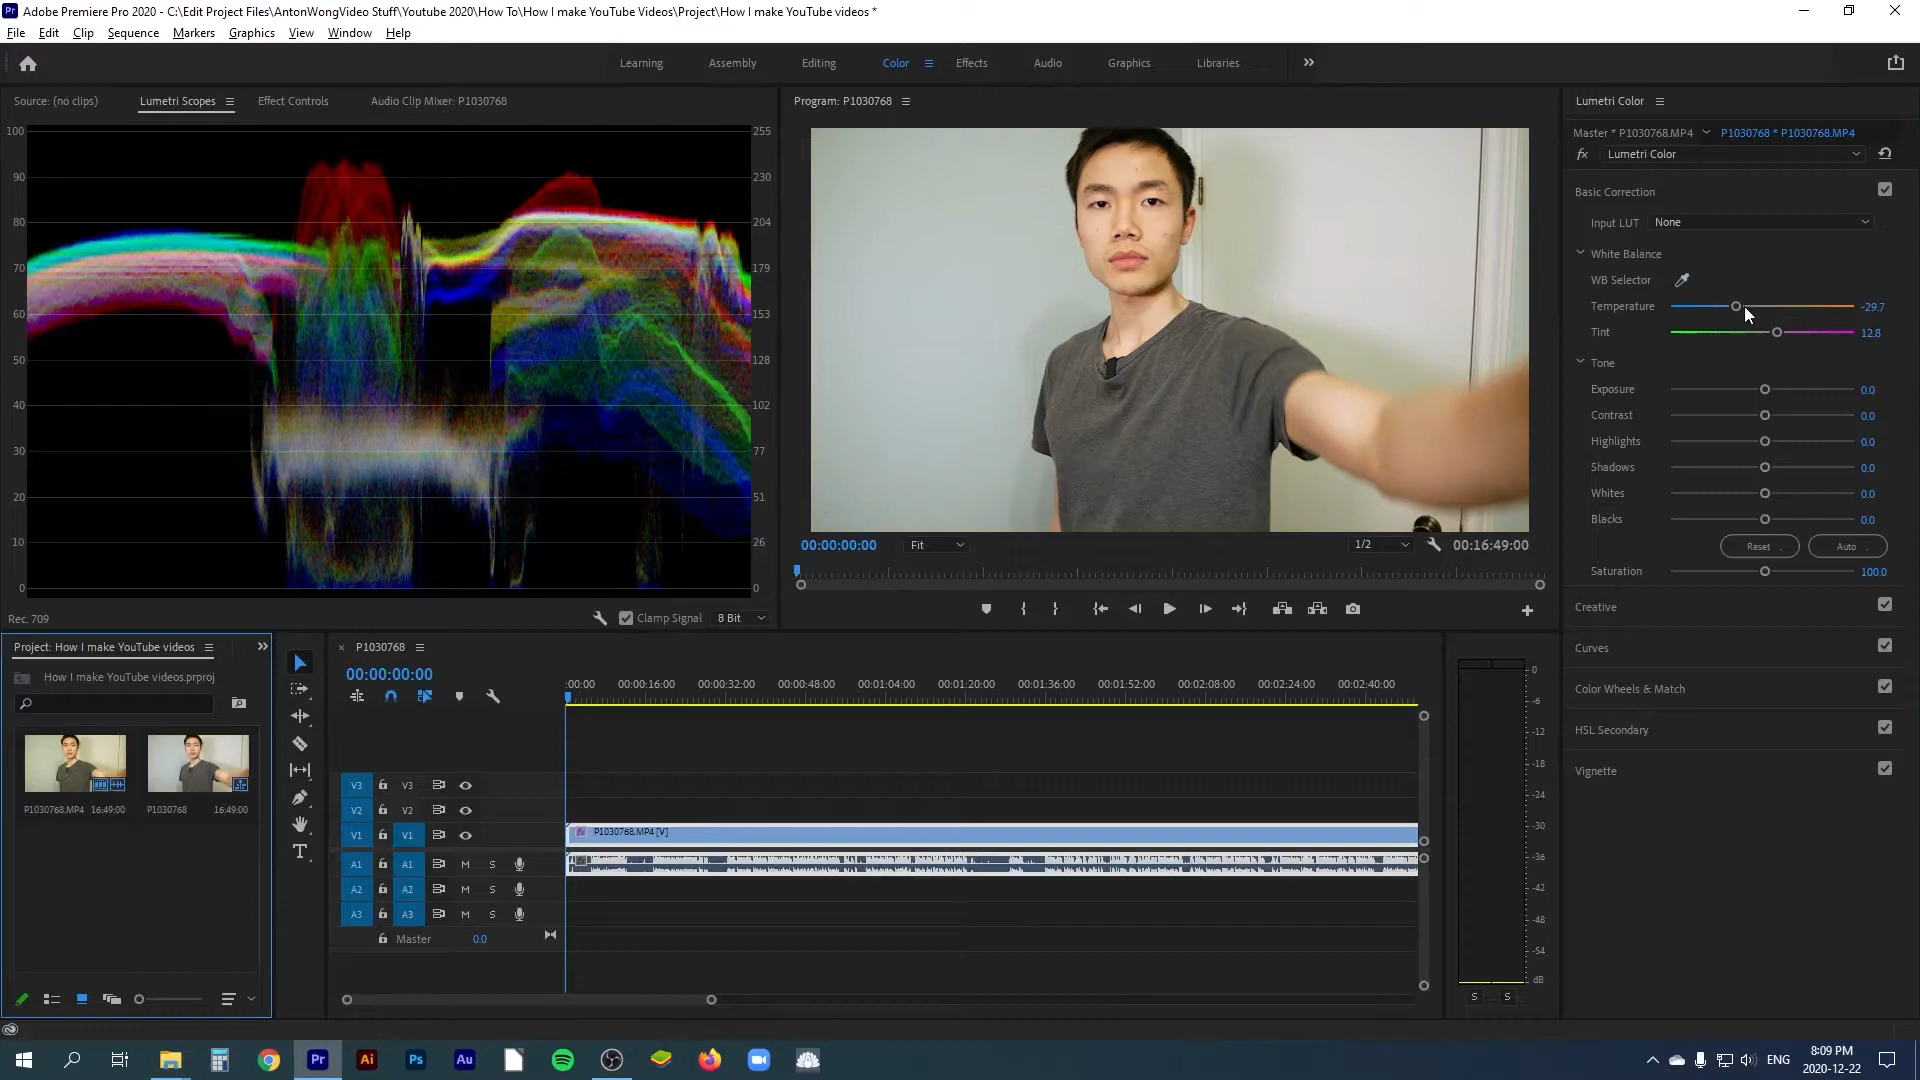 Adobe Premiere Pro 2020 - C:\Edit Project Files\AntonWongVideo Stuff\Youtube 2020\How To\How I make YouTube Videos\Project\How I make YouTube videos *
File Edit Clip Sequence Markers Graphics View Window Help
Learning Assembly Editing Color Effects Audio Graphics Libraries
Source: (no clips) Lumetri Scopes Effect Controls Audio Clip Mixer: P1030768
Program: P1030768
Lumetri Color
Master * P1030768.MP4 P1030768 * P1030768.MP4
fx Lumetri Color
Basic Correction
Input LUT None
White Balance
WB Selector
Temperature -29.7
Tint 12.8
Tone
Exposure 0.0
Contrast 0.0
Highlights 0.0
Shadows 0.0
Whites 0.0
Blacks 0.0
Reset Auto
Saturation 100.0
Creative
Curves
Color Wheels & Match
HSL Secondary
Vignette
100 255
90 230
80 204
70 179
60 153
50 128
40 102
30 77
20 51
10 26
0 0
Rec. 709 Clamp Signal 8 Bit
00:00:00:00 Fit 1/2 00:16:49:00
Project: How I make YouTube videos
How I make YouTube videos.prproj
P1030768.MP4 16:49:00 P1030768 16:49:00
P1030768
00:00:00:00
:00:00 00:00:16:00 00:00:32:00 00:00:48:00 00:01:04:00 00:01:20:00 00:01:36:00 00:01:52:00 00:02:08:00 00:02:24:00 00:02:40:00
V3 V3
V2 V2
V1 V1 fx P1030768.MP4 [V]
A1 A1 M S
A2 A2 M S
A3 A3 M S
Master 0.0
0
-6
-12
-18
-24
-30
-36
-42
-48
-54
dB
S S
Pr Ai Ps Au
ENG
8:09 PM
2020-12-22